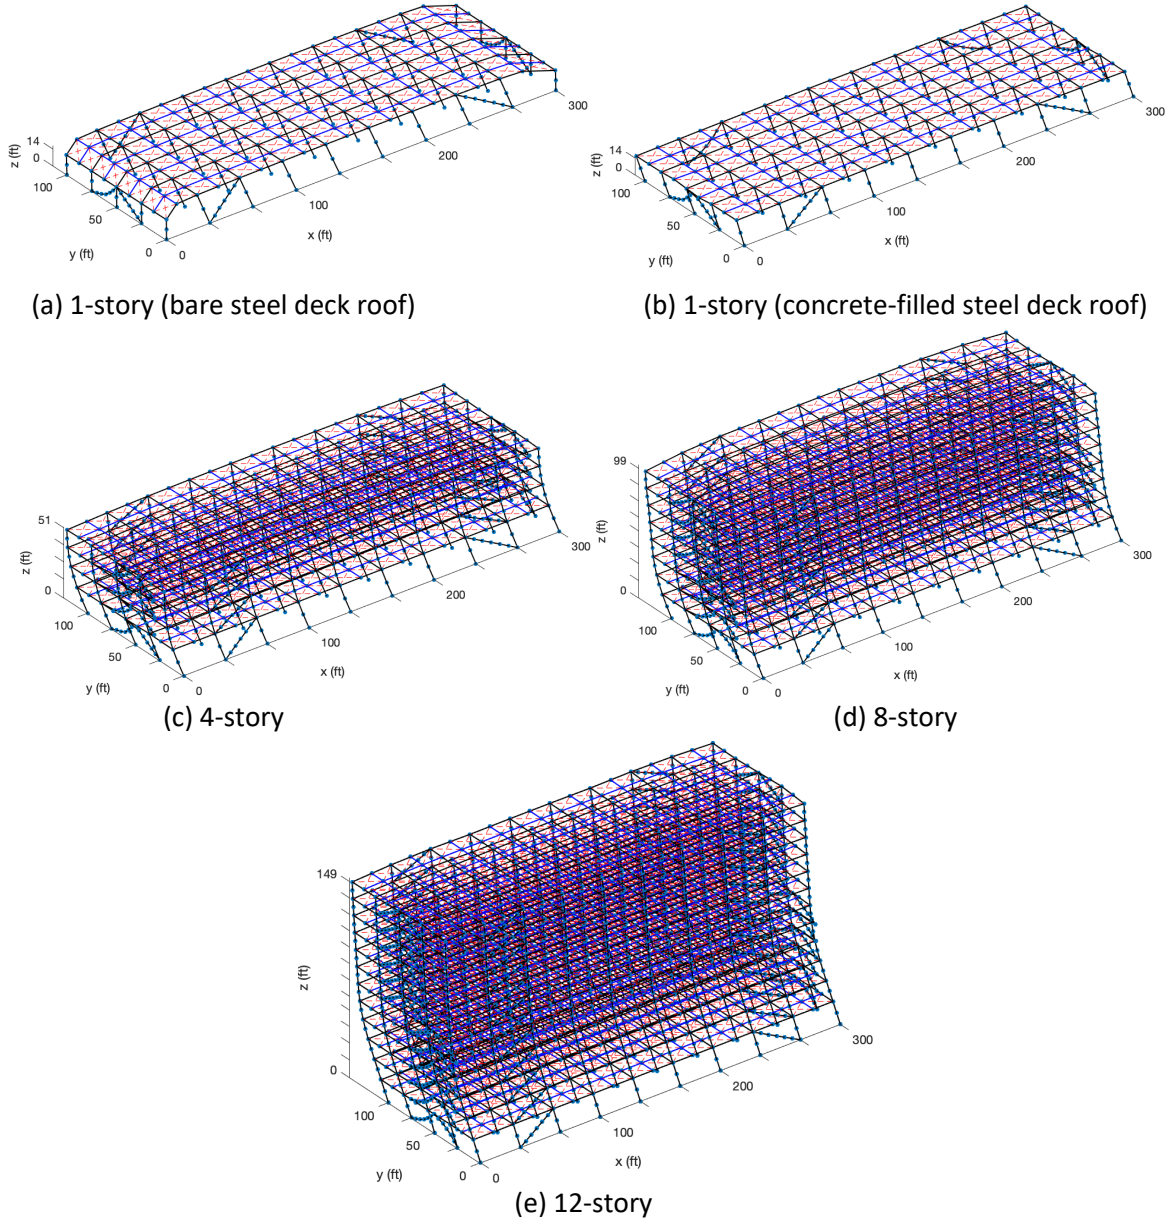 z (ft)
14
0
100
50
0
y (ft)
0
100
200
300
x (ft)
(a) 1-story (bare steel deck roof)
z (ft)
14
0
100
50
0
y (ft)
0
100
200
300
x (ft)
(b) 1-story (concrete-filled steel deck roof)
z (ft)
51
0
100
50
0
y (ft)
0
100
200
300
x (ft)
(c) 4-story
z (ft)
99
0
100
50
0
y (ft)
0
100
200
300
x (ft)
(d) 8-story
z (ft)
149
0
100
50
0
y (ft)
0
100
200
300
x (ft)
(e) 12-story